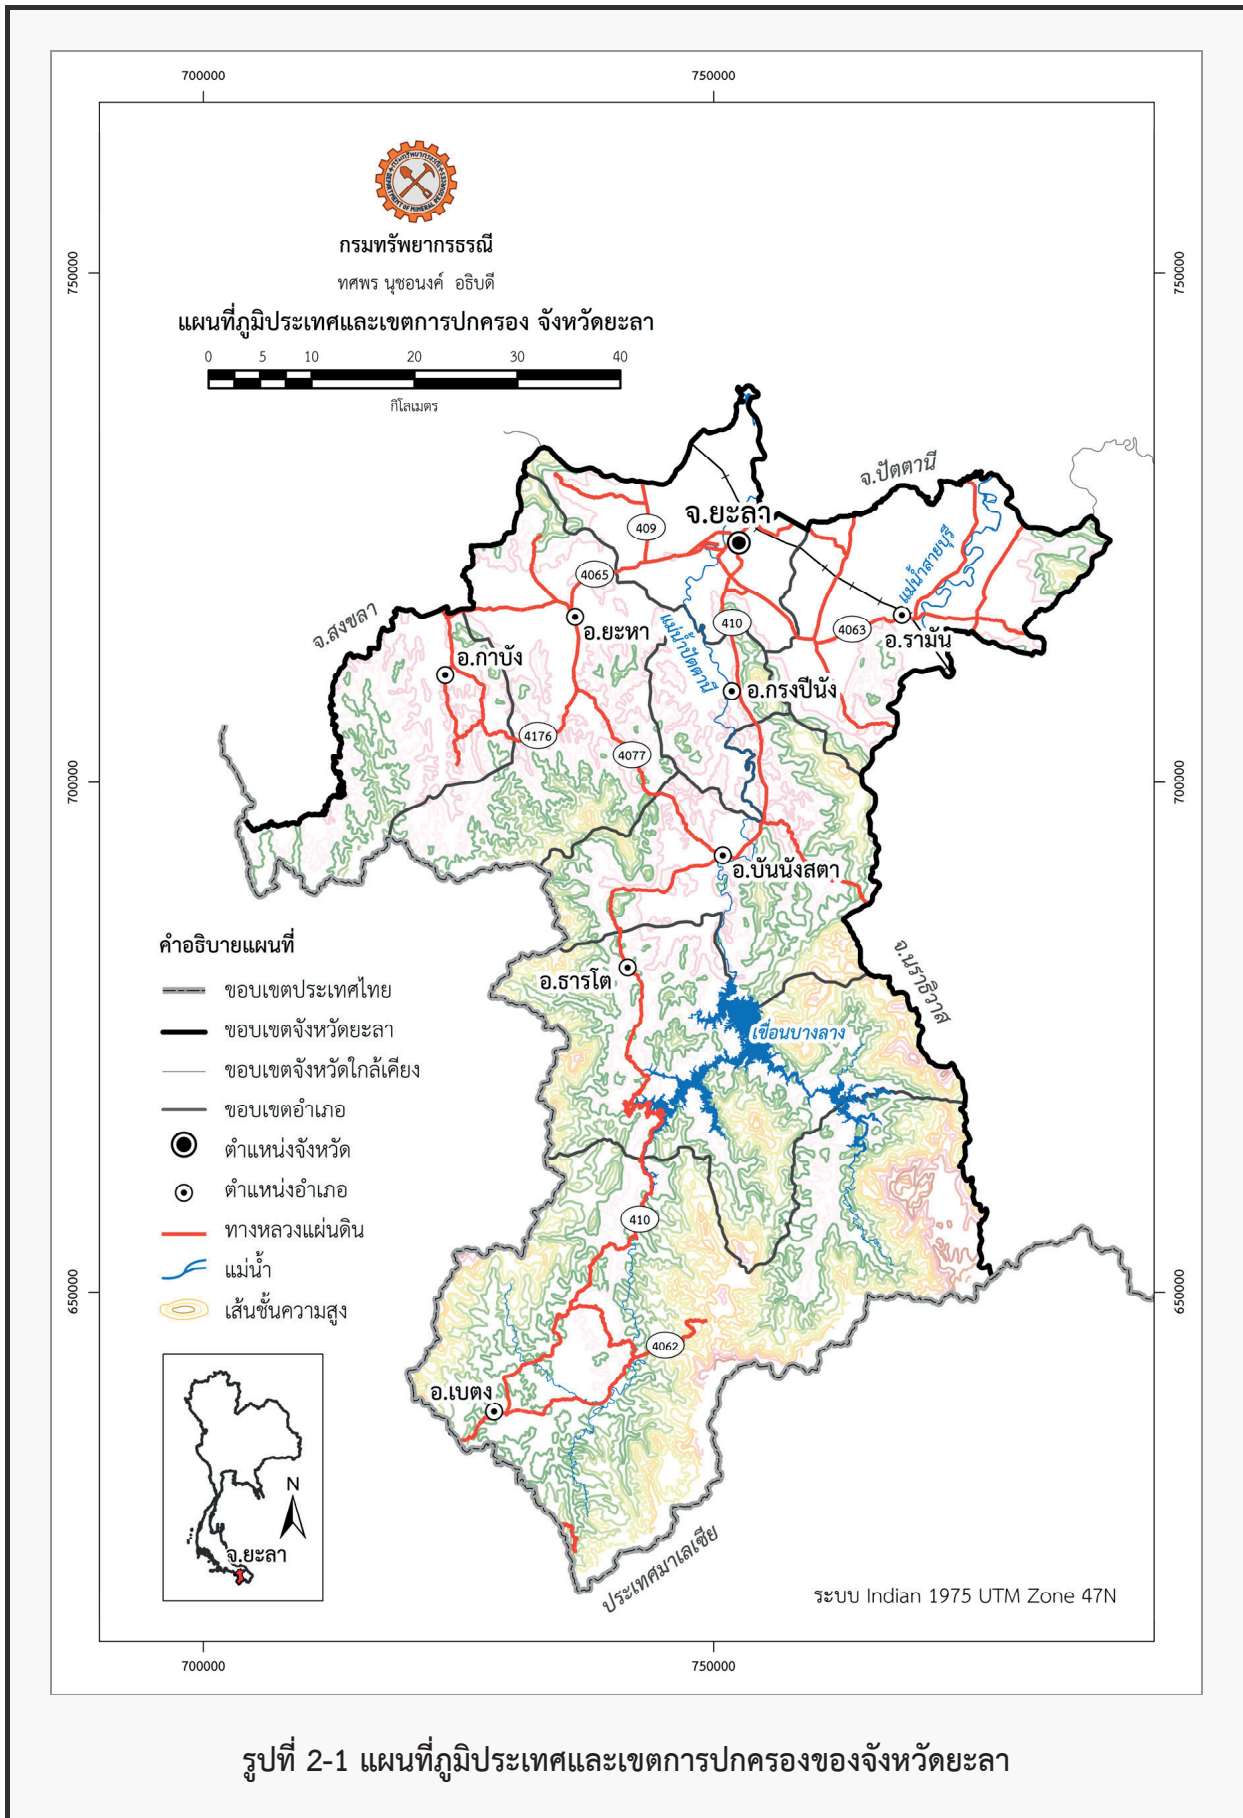 700000 750000
กรมทรัพยากรธรณี
DEPARTMENT OF MINERAL RESOURCES
กรมทรัพยากรธรณี
ทศพร นุชอนงค์ อธิบดี
750000 750000
แผนที่ภูมิประเทศและเขตการปกครอง จังหวัดยะลา
0 5 10 20 30 40
กิโลเมตร
จ.ปัตตานี
จ.ยะลา
409
แม่น้ำสายบุรี
4065
จ.สงขลา
อ.ยะหา
แม่น้ำปัตตานี
410
4063
อ.รามัน
อ.กาบัง
อ.กรงปินัง
4176
4077
700000 700000
อ.บันนังสตา
คำอธิบายแผนที่
ขอบเขตประเทศไทย
ขอบเขตจังหวัดยะลา
ขอบเขตจังหวัดใกล้เคียง
ขอบเขตอำเภอ
ตำแหน่งจังหวัด
ตำแหน่งอำเภอ
ทางหลวงแผ่นดิน
แม่น้ำ
เส้นชั้นความสูง
จ.นราธิวาส
อ.ธารโต
เขื่อนบางลาง
410
650000 650000
4062
อ.เบตง
N
จ.ยะลา
ประเทศมาเลเซีย
ระบบ Indian 1975 UTM Zone 47N
700000 750000
รูปที่ 2-1 แผนที่ภูมิประเทศและเขตการปกครองของจังหวัดยะลา